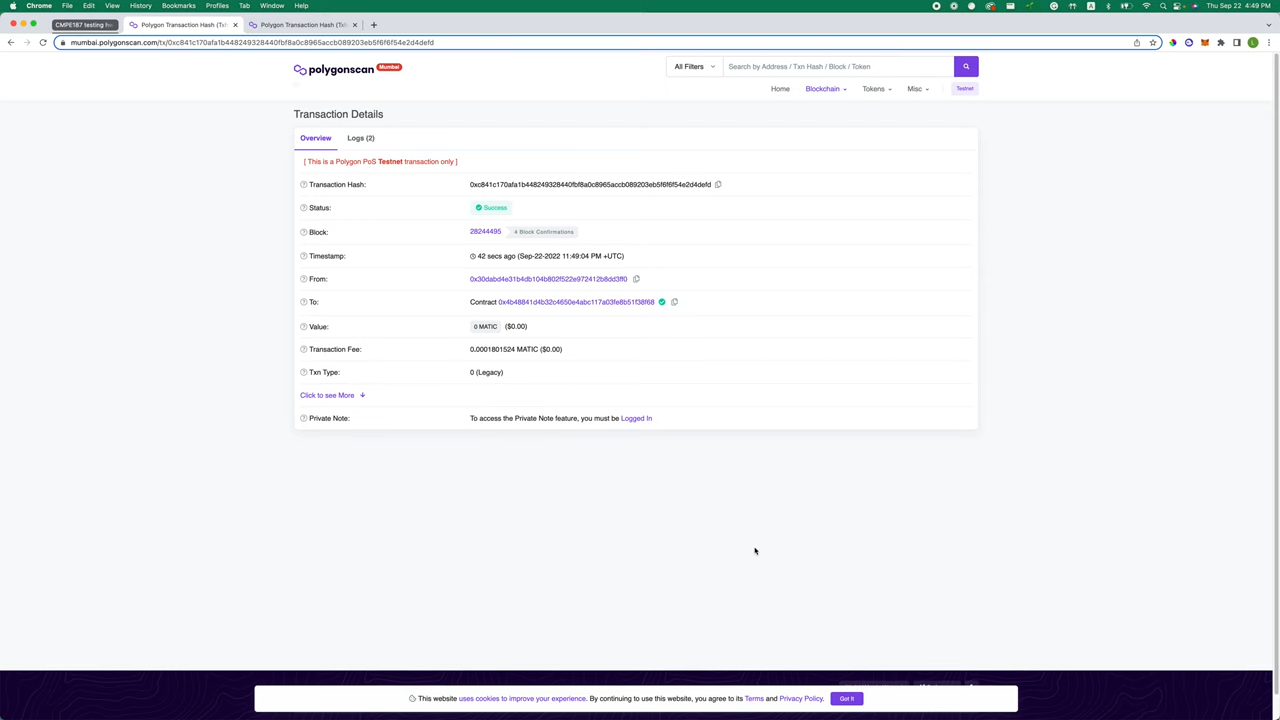 Chrome File Edit View History Bookmarks Profiles Tab Window Help
Thu Sep 22 4:49 PM
CMPE187 testing h
Polygon Transaction Hash (Txh
Polygon Transaction Hash (Txh
mumbai.polygonscan.com/tx/0xc841c170afa1b448249328440fbf8a0c8965accb089203eb5f6f6f54e2d4defd
polygonscan Mumbai
All Filters
Search by Address / Txn Hash / Block / Token
Home Blockchain Tokens Misc Testnet
Transaction Details
Overview Logs (2)
[ This is a Polygon PoS Testnet transaction only ]
Transaction Hash: 0xc841c170afa1b448249328440fbf8a0c8965accb089203eb5f6f6f54e2d4defd
Status: Success
Block: 28244495 4 Block Confirmations
Timestamp: 42 secs ago (Sep-22-2022 11:49:04 PM +UTC)
From: 0x30dabd4e31b4db104b802f522e972412b8dd3ff0
To: Contract 0x4b48841d4b32c4650e4abc117a03fe8b51f38f68
Value: 0 MATIC ($0.00)
Transaction Fee: 0.0001801524 MATIC ($0.00)
Txn Type: 0 (Legacy)
Click to see More
Private Note: To access the Private Note feature, you must be Logged In
This website uses cookies to improve your experience. By continuing to use this website, you agree to its Terms and Privacy Policy.
Got it